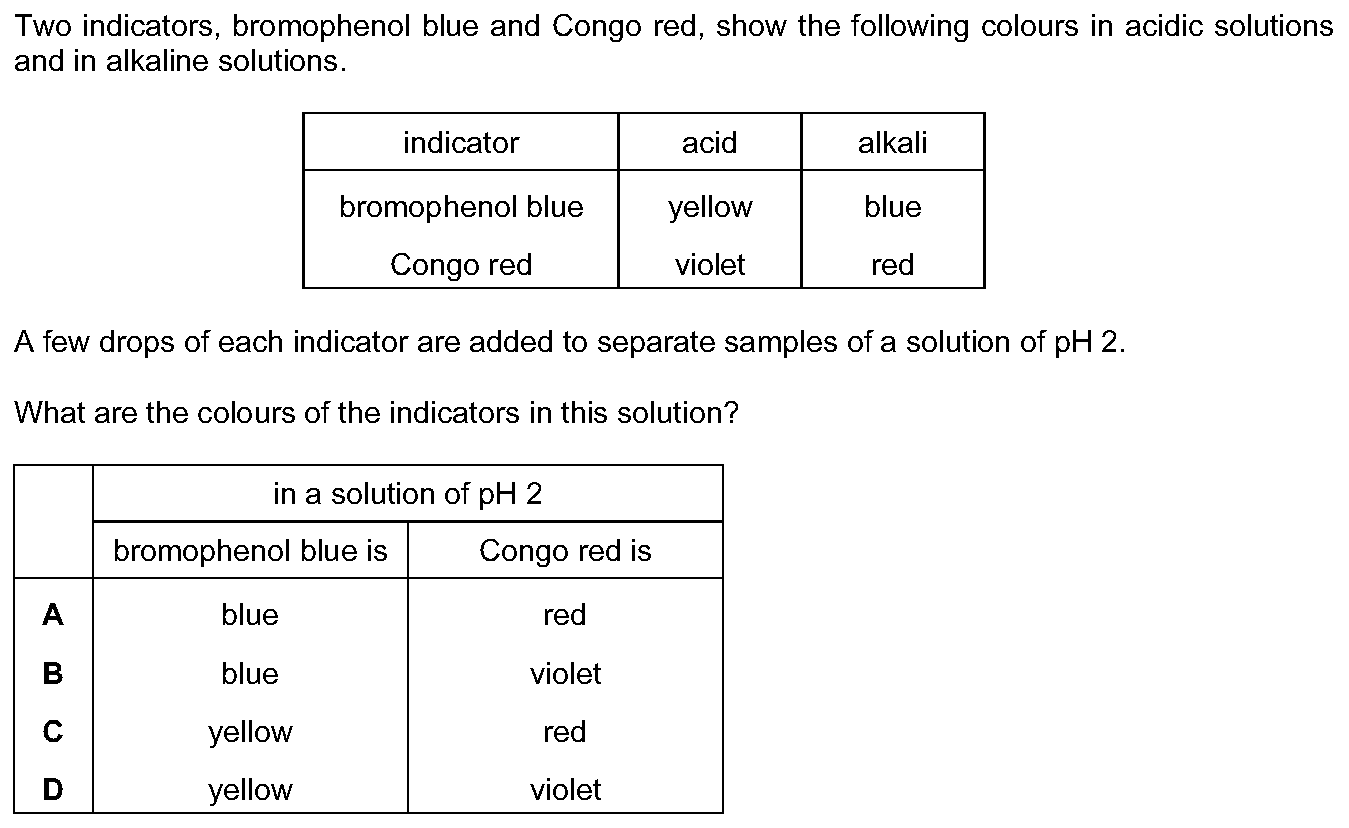 Two indicators, bromophenol blue and Congo red, show the following colours in acidic solutions
and in alkaline solutions.
indicator acid alkali
bromophenol blue yellow blue
Congo red violet red
A few drops of each indicator are added to separate samples of a solution of pH 2.
What are the colours of the indicators in this solution?
in a solution of pH 2
bromophenol blue is Congo red is
A blue red
B blue violet
C yellow red
D yellow violet